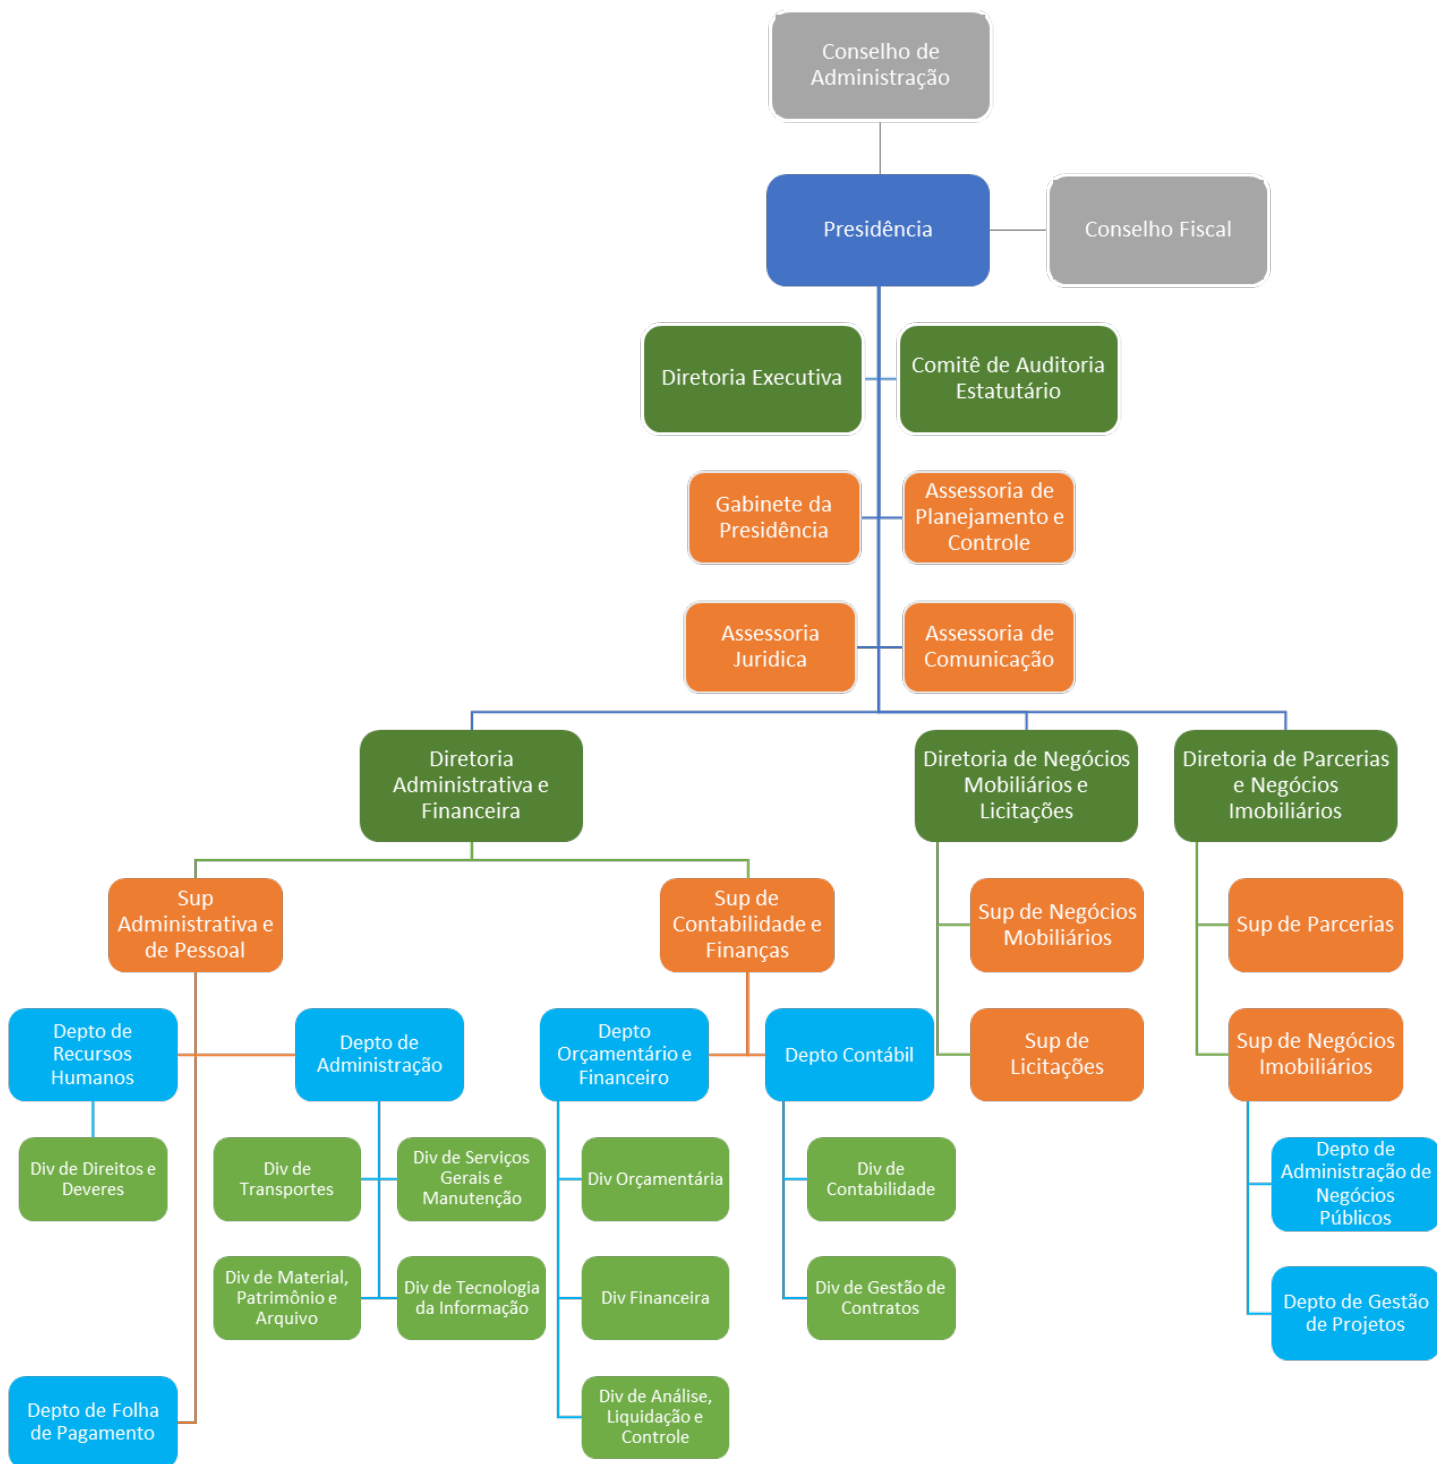 Conselho de
Administração
Presidência
Conselho Fiscal
Diretoria Executiva
Comitê de Auditoria
Estatutário
Gabinete da
Presidência
Assessoria de
Planejamento e
Controle
Assessoria
Juridica
Assessoria de
Comunicação
Diretoria
Administrativa e
Financeira
Diretoria de Negócios
Mobiliários e
Licitações
Diretoria de Parcerias
e Negócios
Imobiliários
Sup
Administrativa e
de Pessoal
Sup de
Contabilidade e
Finanças
Sup de Negócios
Mobiliários
Sup de Parcerias
Depto de
Recursos
Humanos
Depto de
Administração
Depto
Orçamentário e
Financeiro
Depto Contábil
Sup de
Licitações
Sup de Negócios
Imobiliários
Div de Direitos e
Deveres
Div de
Transportes
Div de Serviços
Gerais e
Manutenção
Div Orçamentária
Div de
Contabilidade
Depto de
Administração de
Negócios
Públicos
Div de Material,
Patrimônio e
Arquivo
Div de Tecnologia
da Informação
Div Financeira
Div de Gestão de
Contratos
Depto de Gestão
de Projetos
Depto de Folha
de Pagamento
Div de Análise,
Liquidação e
Controle